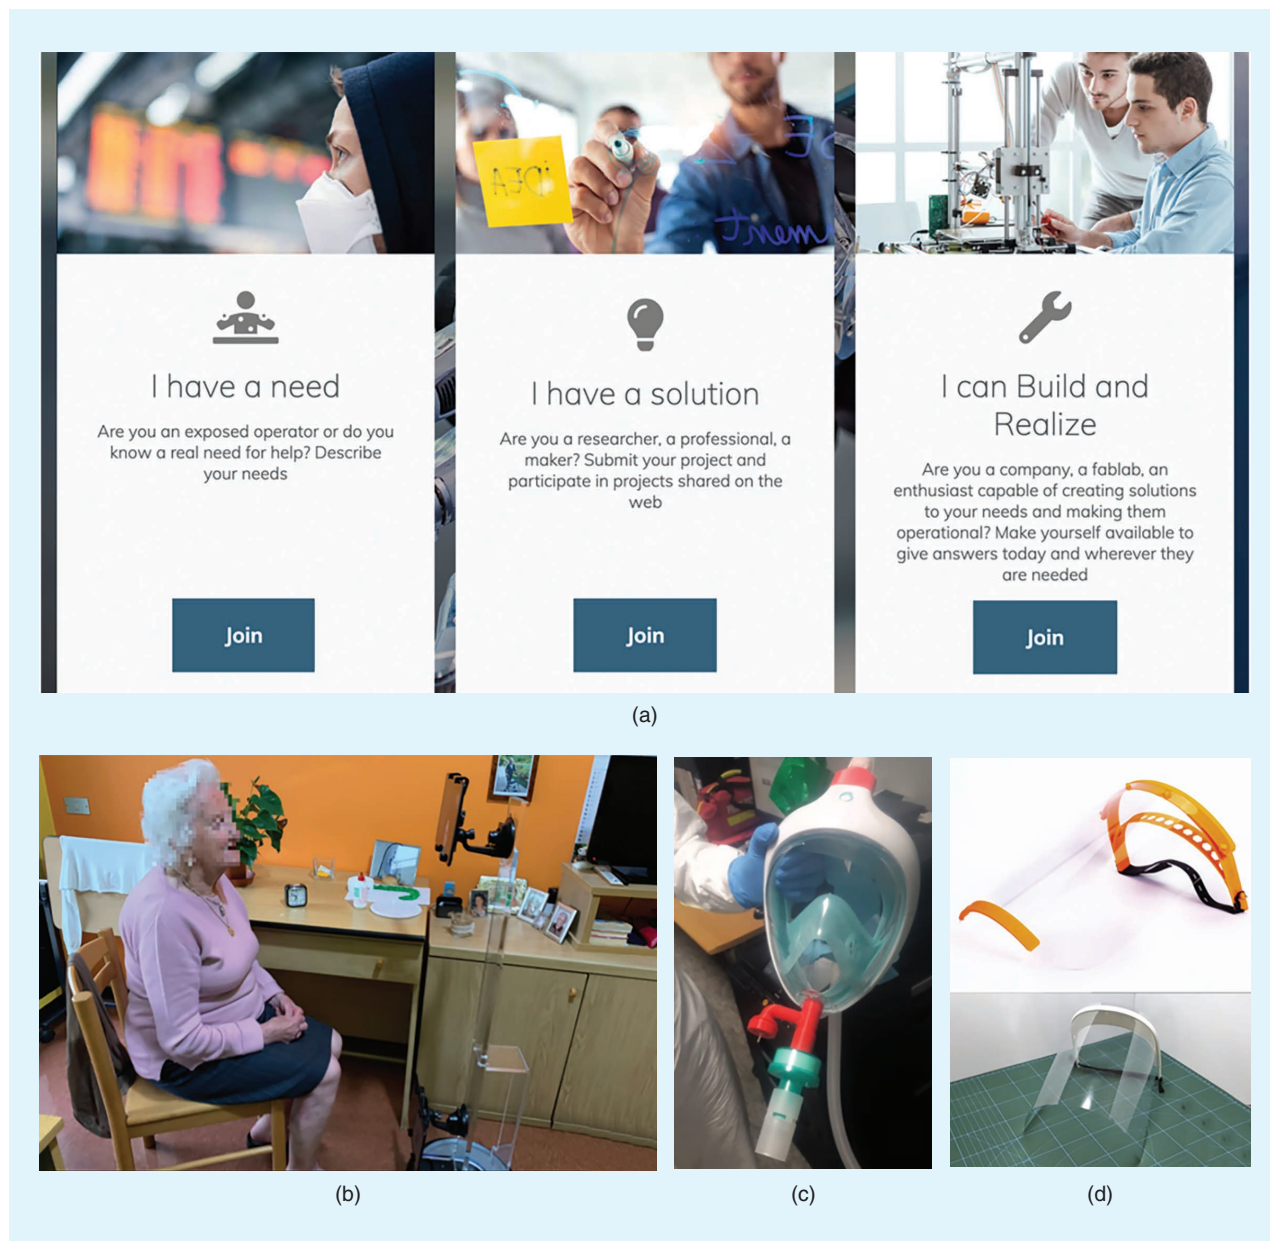 IDEA
I have a need
Are you an exposed operator or do you
know a real need for help? Describe
your needs
Join
I have a solution
Are you a researcher, a professional, a
maker? Submit your project and
participate in projects shared on the
web
Join
I can Build and
Realize
Are you a company, a fablab, an
enthusiast capable of creating solutions
to your needs and making them
operational? Make yourself available to
give answers today and wherever they
are needed
Join
(a)
(b)
(c)
(d)